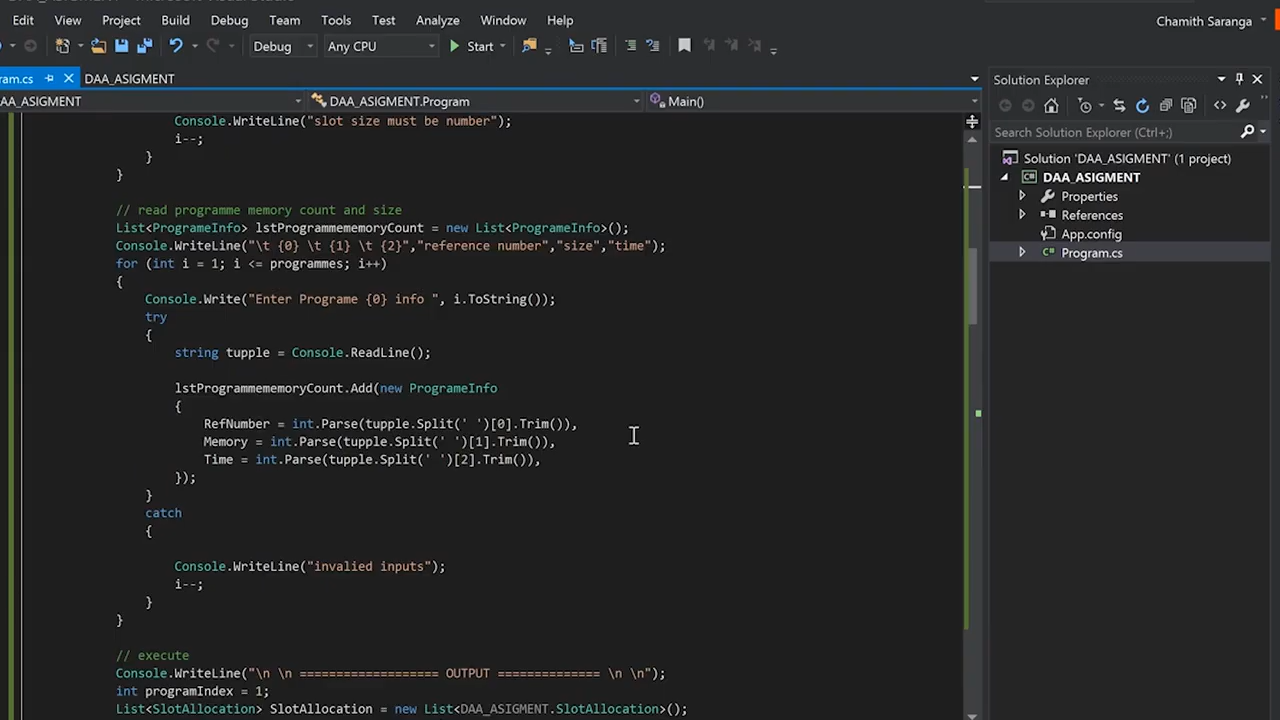 Edit View Project Build Debug Team Tools Test Analyze Window Help
Chamith Saranga
Debug Any CPU Start
ram.cs DAA_ASIGMENT
AA_ASIGMENT DAA_ASIGMENT.Program Main()
Console.WriteLine("slot size must be number");
i--;
}
}
// read programme memory count and size
List<ProgrameInfo> lstProgrammememoryCount = new List<ProgrameInfo>();
Console.WriteLine("\t {0} \t {1} \t {2}","reference number","size","time");
for (int i = 1; i <= programmes; i++)
{
Console.Write("Enter Programe {0} info ", i.ToString());
try
{
string tupple = Console.ReadLine();
lstProgrammememoryCount.Add(new ProgrameInfo
{
RefNumber = int.Parse(tupple.Split(' ')[0].Trim()),
Memory = int.Parse(tupple.Split(' ')[1].Trim()),
Time = int.Parse(tupple.Split(' ')[2].Trim()),
});
}
catch
{
Console.WriteLine("invalied inputs");
i--;
}
}
// execute
Console.WriteLine("\n \n =================== OUTPUT ============== \n \n");
int programIndex = 1;
List<SlotAllocation> SlotAllocation = new List<DAA_ASIGMENT.SlotAllocation>();
Solution Explorer
Search Solution Explorer (Ctrl+;)
Solution 'DAA_ASIGMENT' (1 project)
DAA_ASIGMENT
Properties
References
App.config
Program.cs